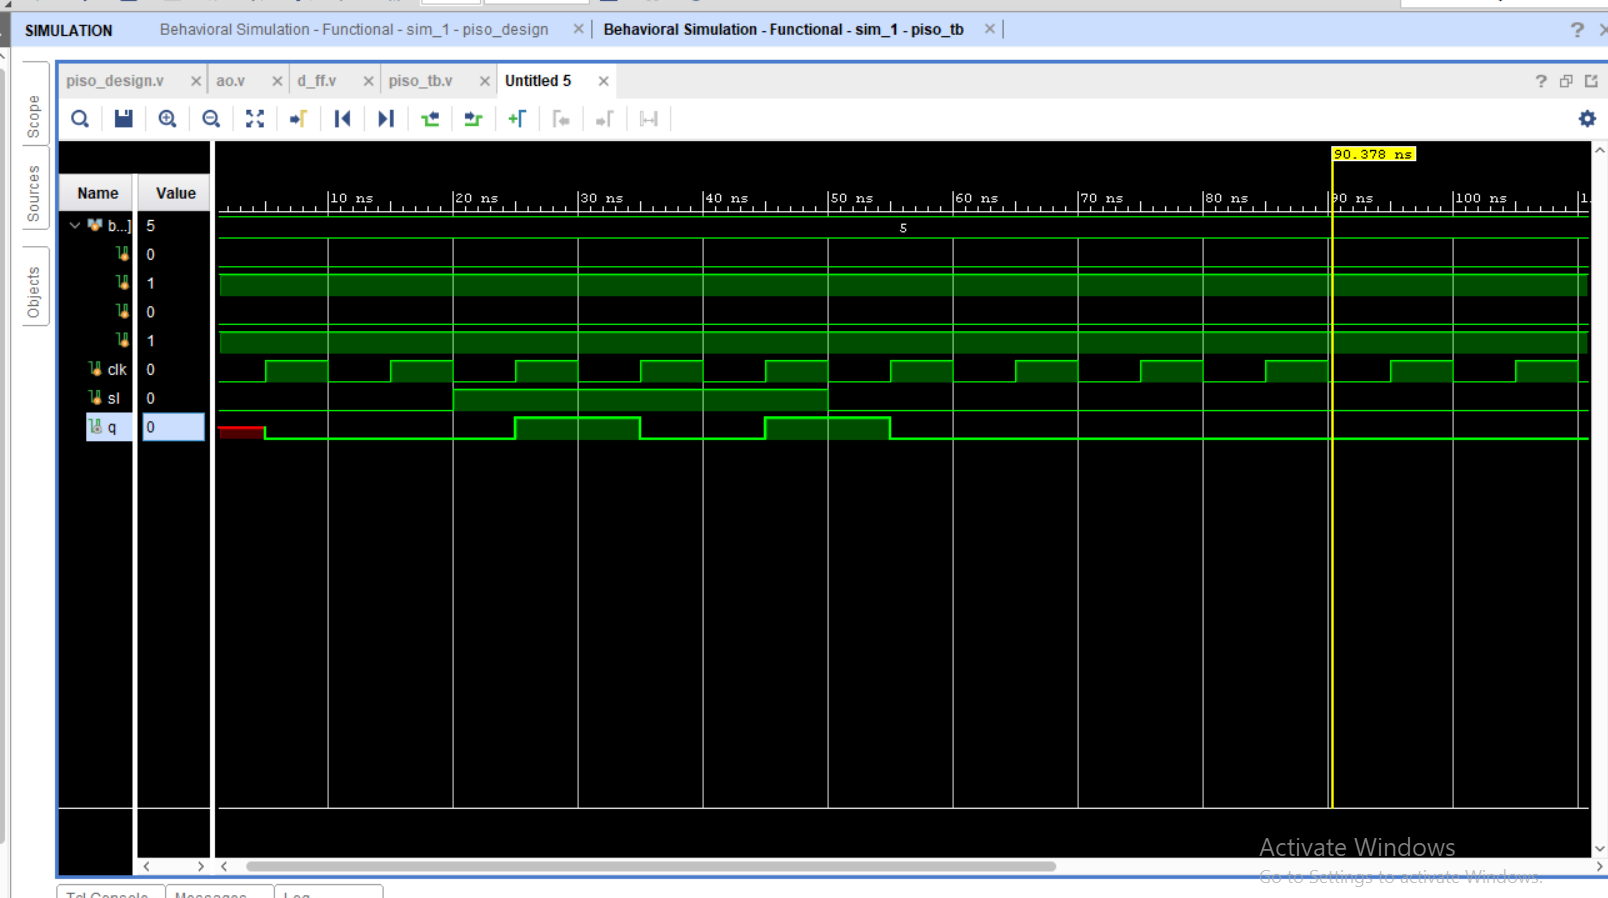 SIMULATION Behavioral Simulation - Functional - sim_1 - piso_design Behavioral Simulation - Functional - sim_1 - piso_tb
piso_design.v ao.v d_ff.v piso_tb.v Untitled 5
Scope
Sources
Objects
90.378 ns
Name Value
10 ns 20 ns 30 ns 40 ns 50 ns 60 ns 70 ns 80 ns 90 ns 100 ns 1
b...] 5 5
0
1
0
1
clk 0
sl 0
q 0
Activate Windows
Go to Settings to activate Windows.
Tcl Console Messages Log